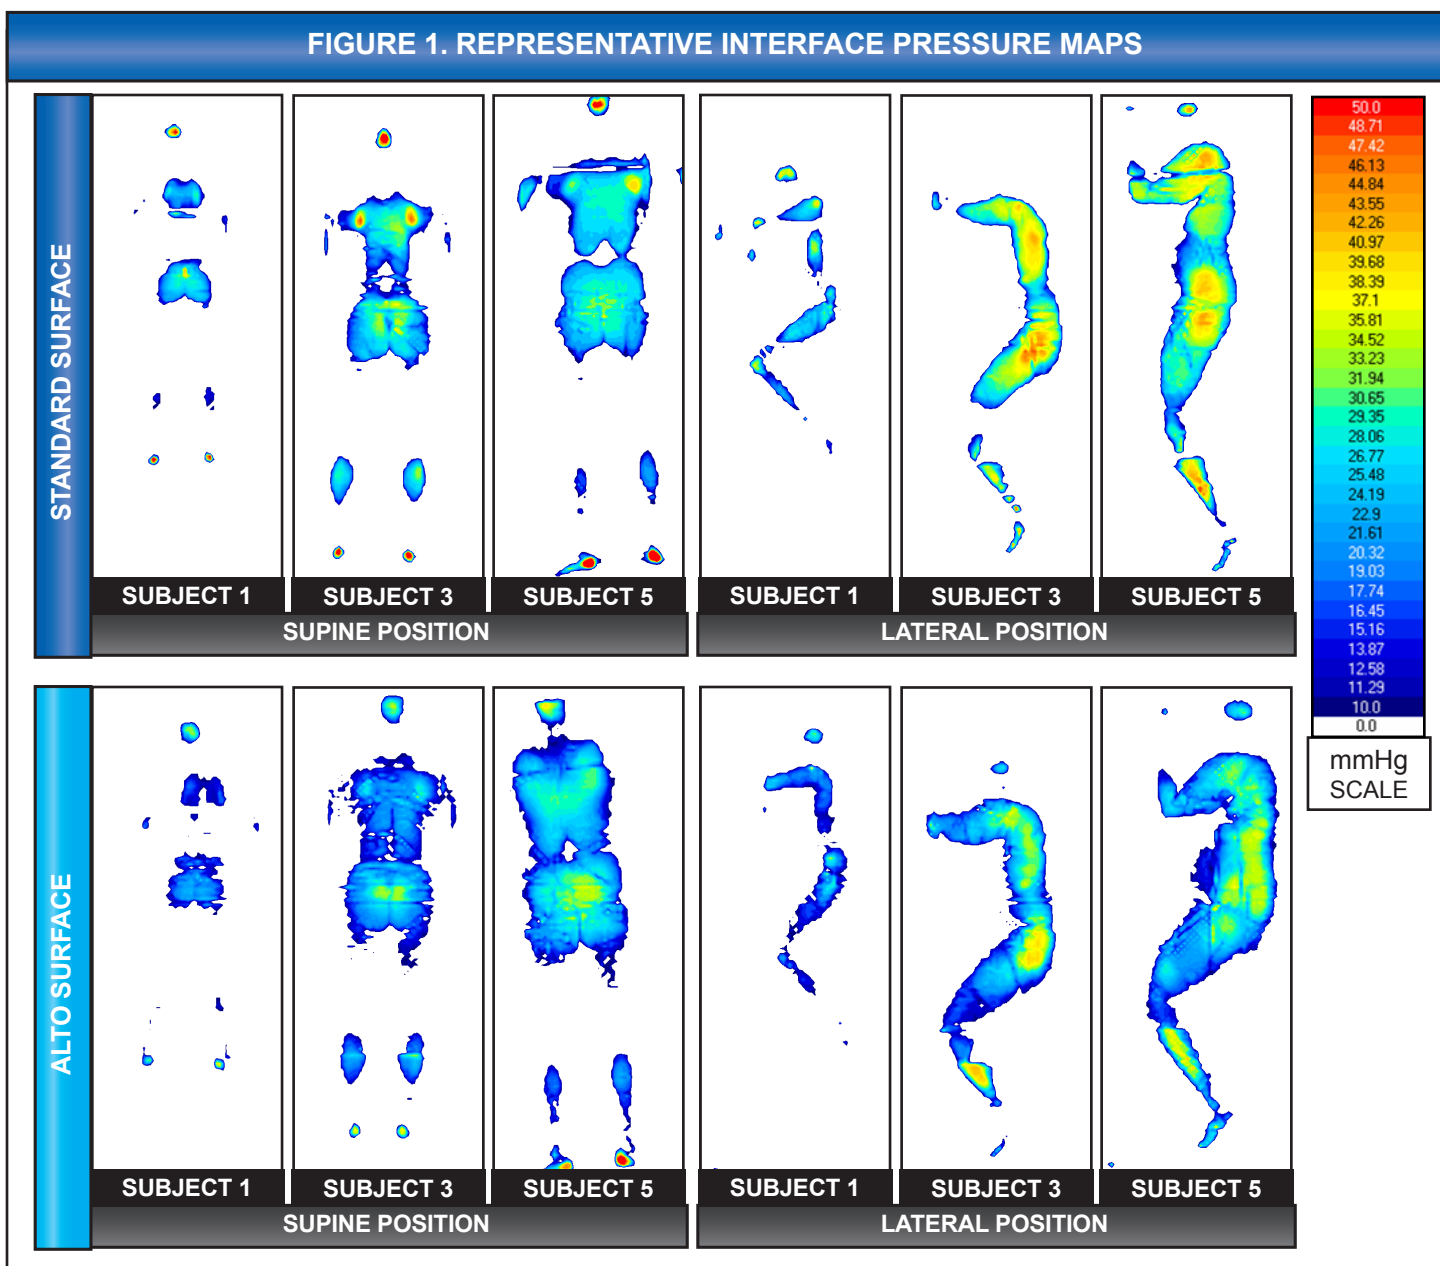 FIGURE 1. REPRESENTATIVE INTERFACE PRESSURE MAPS
STANDARD SURFACE
SUBJECT 1
SUBJECT 3
SUBJECT 5
SUBJECT 1
SUBJECT 3
SUBJECT 5
SUPINE POSITION
LATERAL POSITION
50.0
48.71
47.42
46.13
44.84
43.55
42.26
40.97
39.68
38.39
37.1
35.81
34.52
33.23
31.94
30.65
29.35
28.06
26.77
25.48
24.19
22.9
21.61
20.32
19.03
17.74
16.45
15.16
13.87
12.58
11.29
10.0
0.0
mmHg
SCALE
ALTO SURFACE
SUBJECT 1
SUBJECT 3
SUBJECT 5
SUBJECT 1
SUBJECT 3
SUBJECT 5
SUPINE POSITION
LATERAL POSITION